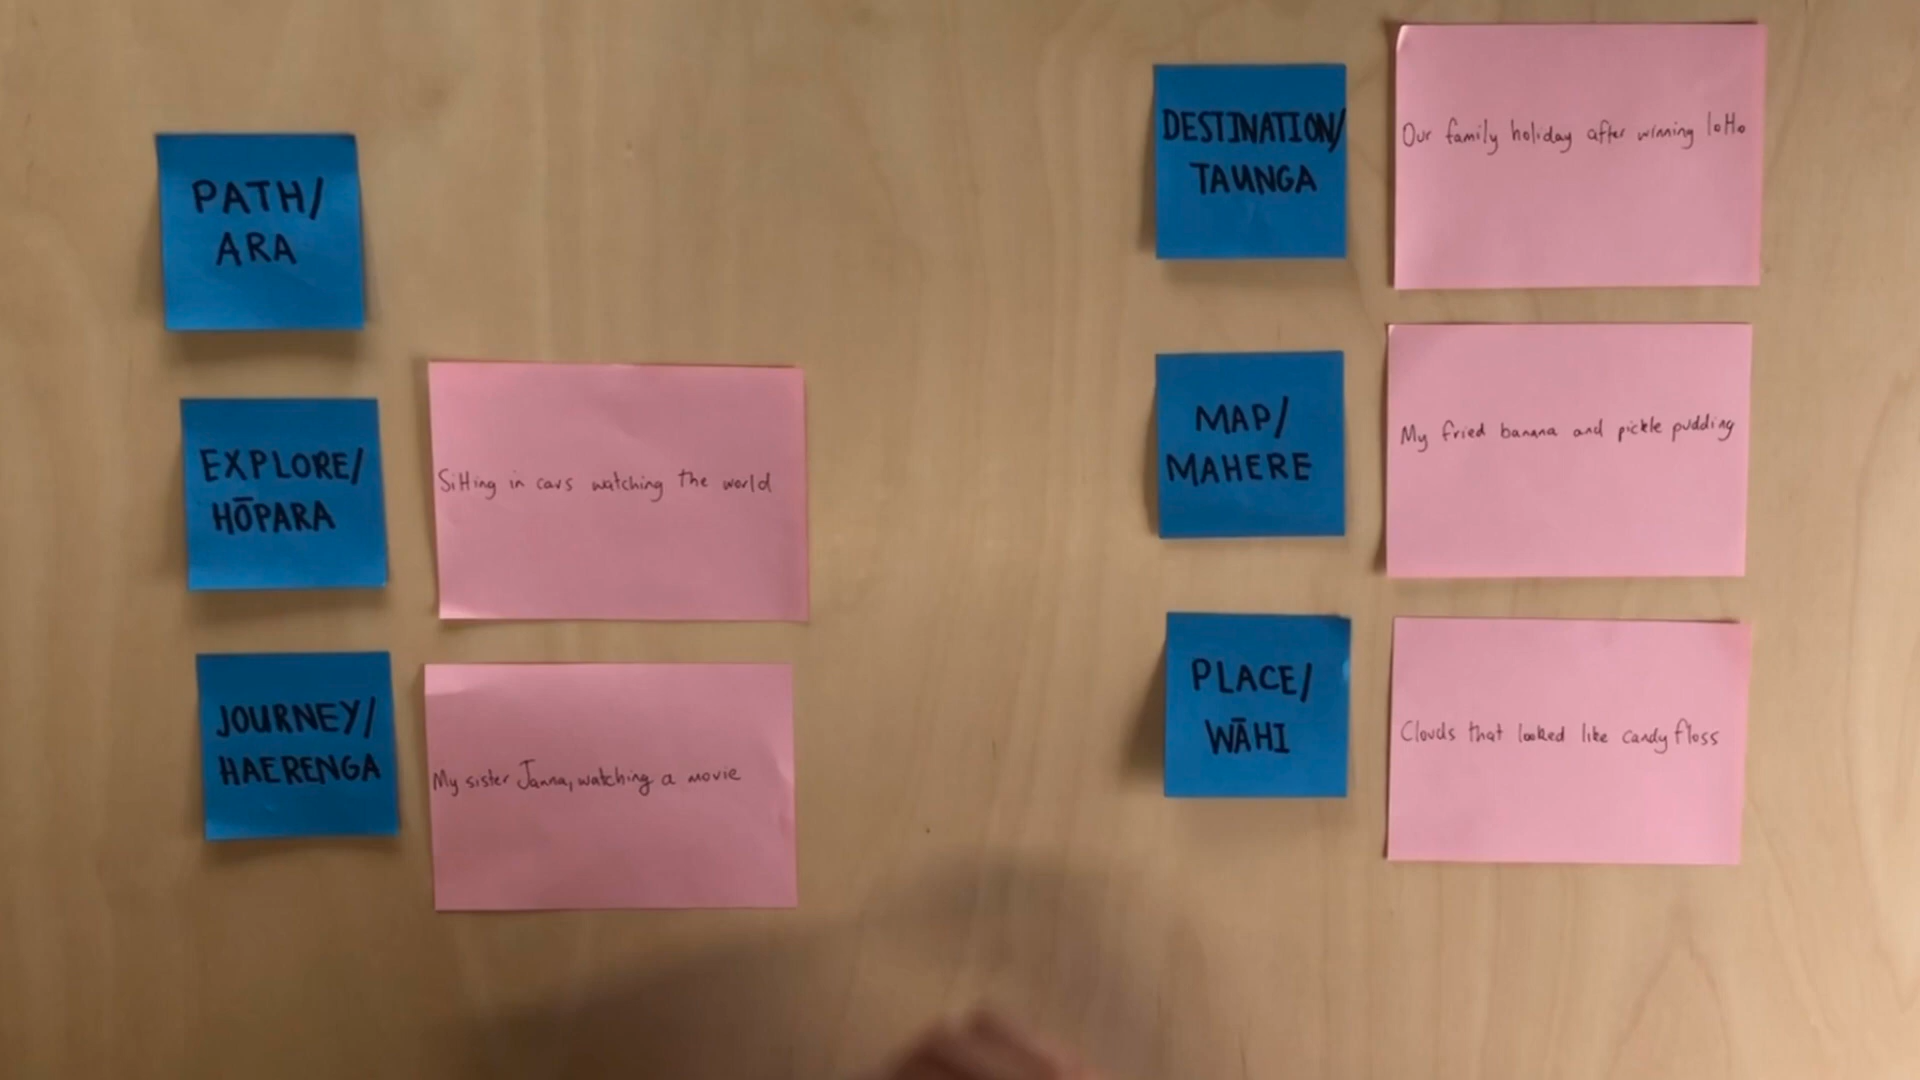 PATH/
ARA
EXPLORE/
HŌPARA
Sitting in cars watching the world
JOURNEY/
HAERENGA
My sister Janna, watching a movie
DESTINATION/
TAUNGA
Our family holiday after winning lotto
MAP/
MAHERE
My fried banana and pickle pudding
PLACE/
WĀHI
Clouds that looked like candy floss